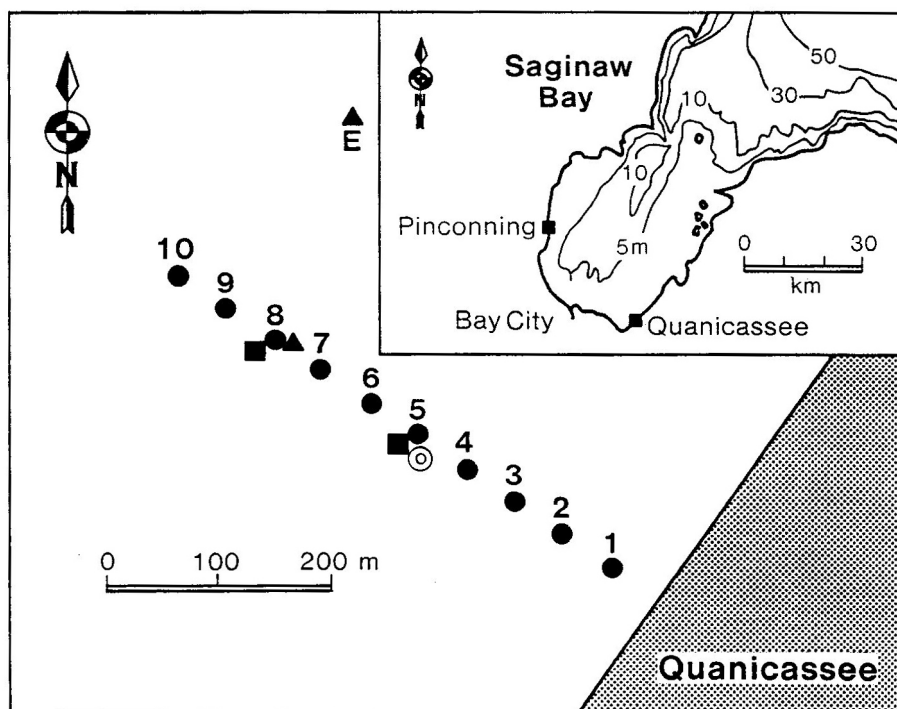 N
E
10
9
8
7
6
5
4
3
2
1
0 100 200 m
Quanicassee
N
Saginaw
Bay
50
30
10
10
5m
Pinconning
Bay City
Quanicassee
0 30
km